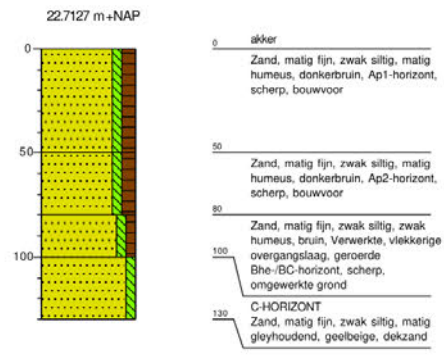 22.7127 m+NAP
0
50
100
0
akker
Zand, matig fijn, zwak siltig, matig
humeus, donkerbruin, Ap1-horizont,
scherp, bouwvoor
50
Zand, matig fijn, zwak siltig, matig
humeus, donkerbruin, Ap2-horizont,
scherp, bouwvoor
80
Zand, matig fijn, zwak siltig, zwak
humeus, bruin, Verwerkte, vlekkerige
overgangslaag, geroerde
Bhe-/BC-horizont, scherp,
omgewerkte grond
100
C-HORIZONT
Zand, matig fijn, zwak siltig, matig
gleyhoudend, geelbeige, dekzand
130